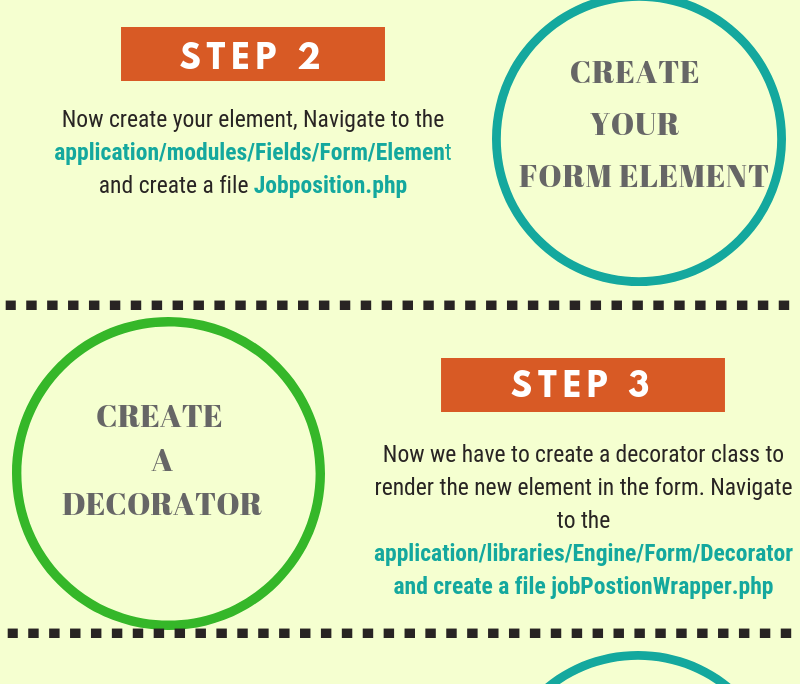 STEP 2
Now create your element, Navigate to the
application/modules/Fields/Form/Element
and create a file Jobposition.php
CREATE
YOUR
FORM ELEMENT
CREATE
A
DECORATOR
STEP 3
Now we have to create a decorator class to
render the new element in the form. Navigate
to the
application/libraries/Engine/Form/Decorator
and create a file jobPostionWrapper.php